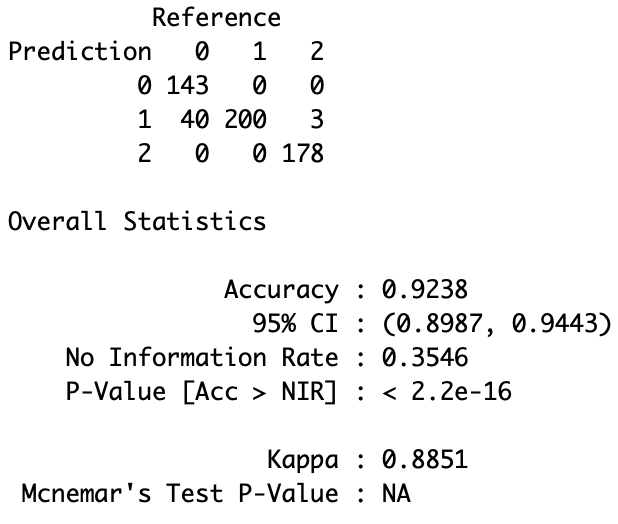 Reference
Prediction 0 1 2
0 143 0 0
1 40 200 3
2 0 0 178
Overall Statistics
Accuracy : 0.9238
95% CI : (0.8987, 0.9443)
No Information Rate : 0.3546
P-Value [Acc > NIR] : < 2.2e-16
Kappa : 0.8851
Mcnemar's Test P-Value : NA